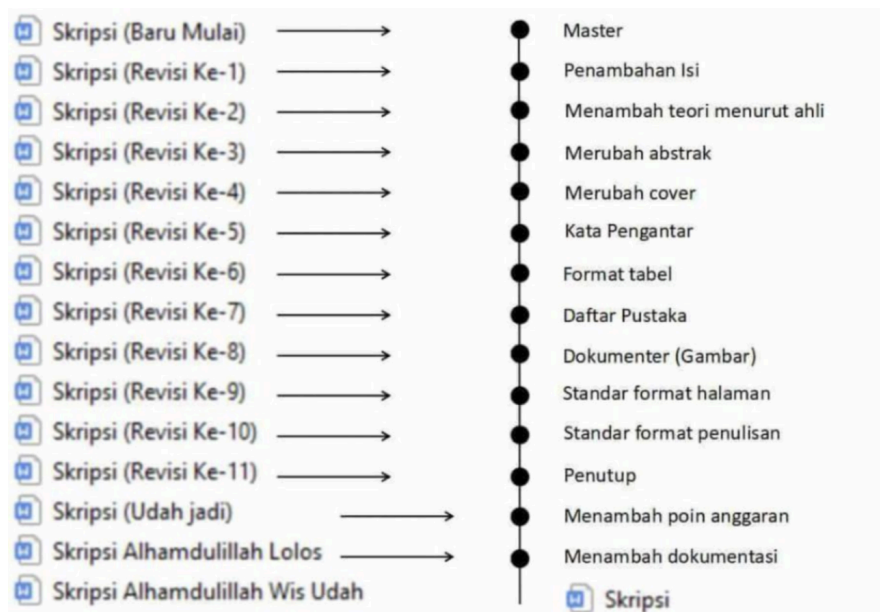 Skripsi (Baru Mulai) Master
Skripsi (Revisi Ke-1) Penambahan Isi
Skripsi (Revisi Ke-2) Menambah teori menurut ahli
Skripsi (Revisi Ke-3) Merubah abstrak
Skripsi (Revisi Ke-4) Merubah cover
Skripsi (Revisi Ke-5) Kata Pengantar
Skripsi (Revisi Ke-6) Format tabel
Skripsi (Revisi Ke-7) Daftar Pustaka
Skripsi (Revisi Ke-8) Dokumenter (Gambar)
Skripsi (Revisi Ke-9) Standar format halaman
Skripsi (Revisi Ke-10) Standar format penulisan
Skripsi (Revisi Ke-11) Penutup
Skripsi (Udah jadi) Menambah poin anggaran
Skripsi Alhamdulillah Lolos Menambah dokumentasi
Skripsi Alhamdulillah Wis Udah Skripsi